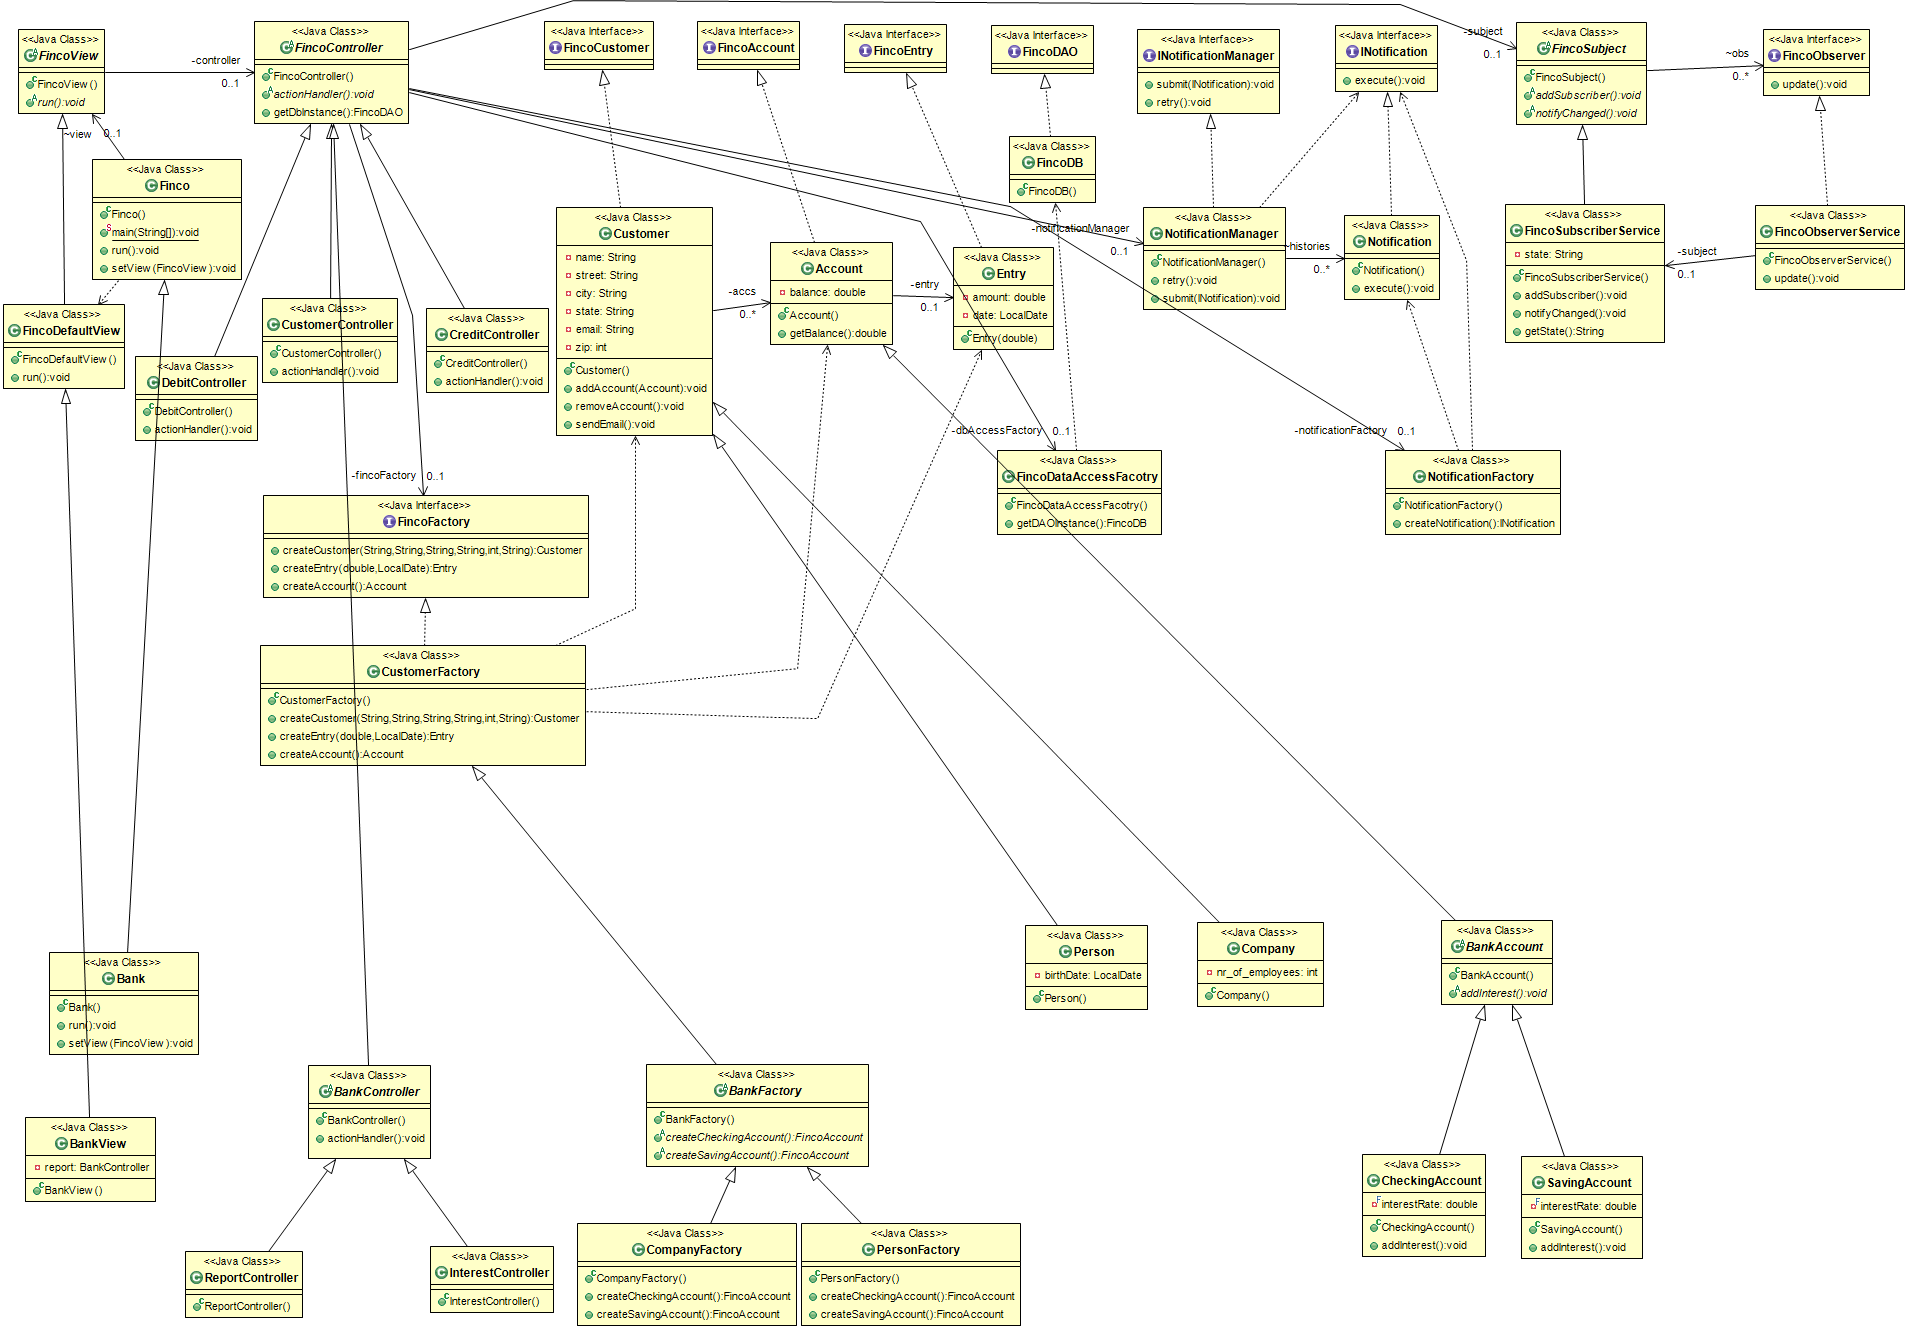 <<Java Class>>
FincoView
FincoView()
run():void
-controller
0..1
<<Java Class>>
FincoController
FincoController()
actionHandler():void
getDbInstance():FincoDAO
<<Java Interface>>
FincoCustomer
<<Java Interface>>
FincoAccount
<<Java Interface>>
FincoEntry
<<Java Interface>>
FincoDAO
<<Java Interface>>
INotificationManager
submit(INotification):void
retry():void
<<Java Interface>>
INotification
execute():void
-subject
0..1
<<Java Class>>
FincoSubject
FincoSubject()
addSubscriber():void
notifyChanged():void
~obs
0..*
<<Java Interface>>
FincoObserver
update():void
~view
0..1
<<Java Class>>
Finco
Finco()
main(String[]):void
run():void
setView(FincoView):void
<<Java Class>>
FincoDB
FincoDB()
<<Java Class>>
Customer
name: String
street: String
city: String
state: String
email: String
zip: int
Customer()
addAccount(Account):void
removeAccount():void
sendEmail():void
-accs
0..*
<<Java Class>>
Account
balance: double
Account()
getBalance():double
-entry
0..1
<<Java Class>>
Entry
amount: double
date: LocalDate
Entry(double)
-notificationManager
0..1
<<Java Class>>
NotificationManager
NotificationManager()
retry():void
submit(INotification):void
~histories
0..*
<<Java Class>>
Notification
Notification()
execute():void
<<Java Class>>
FincoSubscriberService
state: String
FincoSubscriberService()
addSubscriber():void
notifyChanged():void
getState():String
-subject
0..1
<<Java Class>>
FincoObserverService
FincoObserverService()
update():void
<<Java Class>>
FincoDefaultView
FincoDefaultView()
run():void
<<Java Class>>
DebitController
DebitController()
actionHandler():void
<<Java Class>>
CustomerController
CustomerController()
actionHandler():void
<<Java Class>>
CreditController
CreditController()
actionHandler():void
-fincoFactory
0..1
-dbAccessFactory
0..1
-notificationFactory
0..1
<<Java Class>>
FincoDataAccessFacotry
FincoDataAccessFacotry()
getDAOInstance():FincoDB
<<Java Class>>
NotificationFactory
NotificationFactory()
createNotification():INotification
<<Java Interface>>
FincoFactory
createCustomer(String,String,String,String,int,String):Customer
createEntry(double,LocalDate):Entry
createAccount():Account
<<Java Class>>
CustomerFactory
CustomerFactory()
createCustomer(String,String,String,String,int,String):Customer
createEntry(double,LocalDate):Entry
createAccount():Account
<<Java Class>>
Bank
Bank()
run():void
setView(FincoView):void
<<Java Class>>
Person
birthDate: LocalDate
Person()
<<Java Class>>
Company
nr_of_employees: int
Company()
<<Java Class>>
BankAccount
BankAccount()
addInterest():void
<<Java Class>>
BankView
report: BankController
BankView()
<<Java Class>>
BankController
BankController()
actionHandler():void
<<Java Class>>
BankFactory
BankFactory()
createCheckingAccount():FincoAccount
createSavingAccount():FincoAccount
<<Java Class>>
CheckingAccount
interestRate: double
CheckingAccount()
addInterest():void
<<Java Class>>
SavingAccount
interestRate: double
SavingAccount()
addInterest():void
<<Java Class>>
ReportController
ReportController()
<<Java Class>>
InterestController
InterestController()
<<Java Class>>
CompanyFactory
CompanyFactory()
createCheckingAccount():FincoAccount
createSavingAccount():FincoAccount
<<Java Class>>
PersonFactory
PersonFactory()
createCheckingAccount():FincoAccount
createSavingAccount():FincoAccount